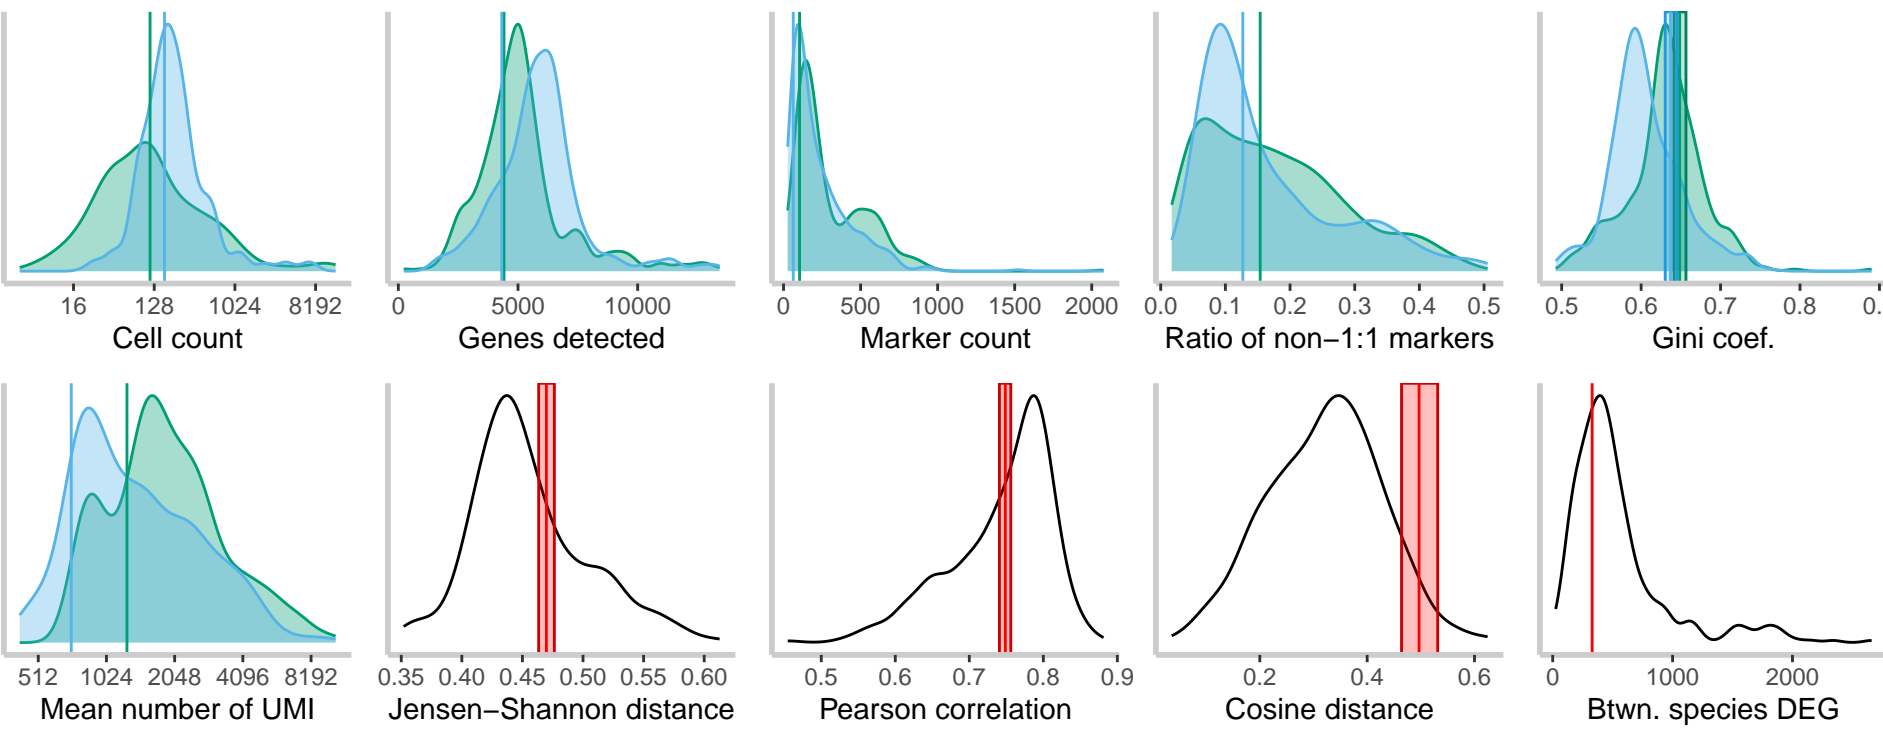 16 128 1024 8192
Cell count
0 5000 10000
Genes detected
0 500 1000 1500 2000
Marker count
0.0 0.1 0.2 0.3 0.4 0.5
Ratio of non−1:1 markers
0.5 0.6 0.7 0.8 0.
Gini coef.
512 1024 2048 4096 8192
Mean number of UMI
0.35 0.40 0.45 0.50 0.55 0.60
Jensen−Shannon distance
0.5 0.6 0.7 0.8 0.9
Pearson correlation
0.2 0.4 0.6
Cosine distance
0 1000 2000
Btwn. species DEG